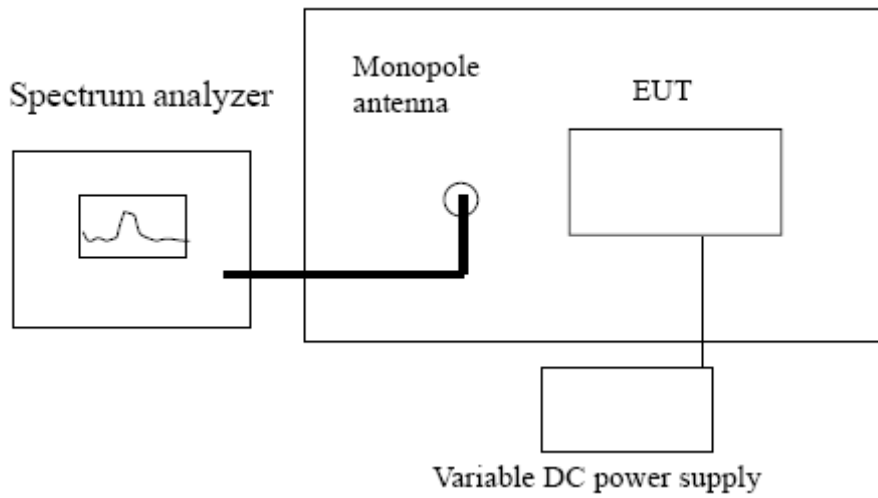 Spectrum analyzer
Monopole
antenna
EUT
Variable DC power supply